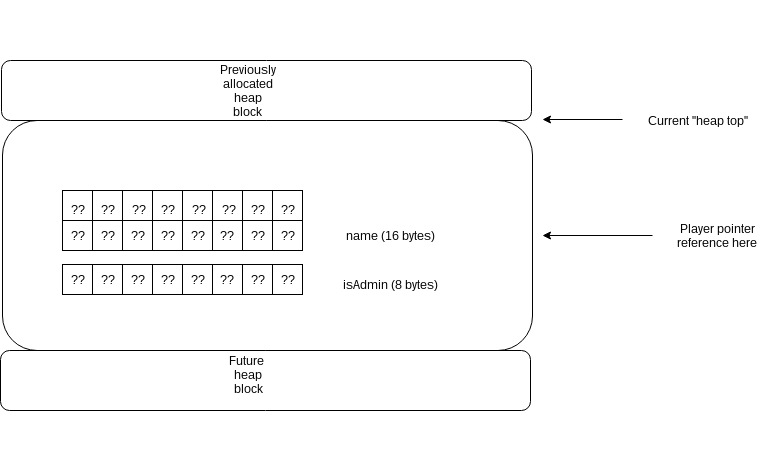 Previously
allocated
heap
block
Current "heap top"
?? ?? ?? ?? ?? ?? ?? ??
?? ?? ?? ?? ?? ?? ?? ??
name (16 bytes)
Player pointer
reference here
?? ?? ?? ?? ?? ?? ?? ??
isAdmin (8 bytes)
Future
heap
block